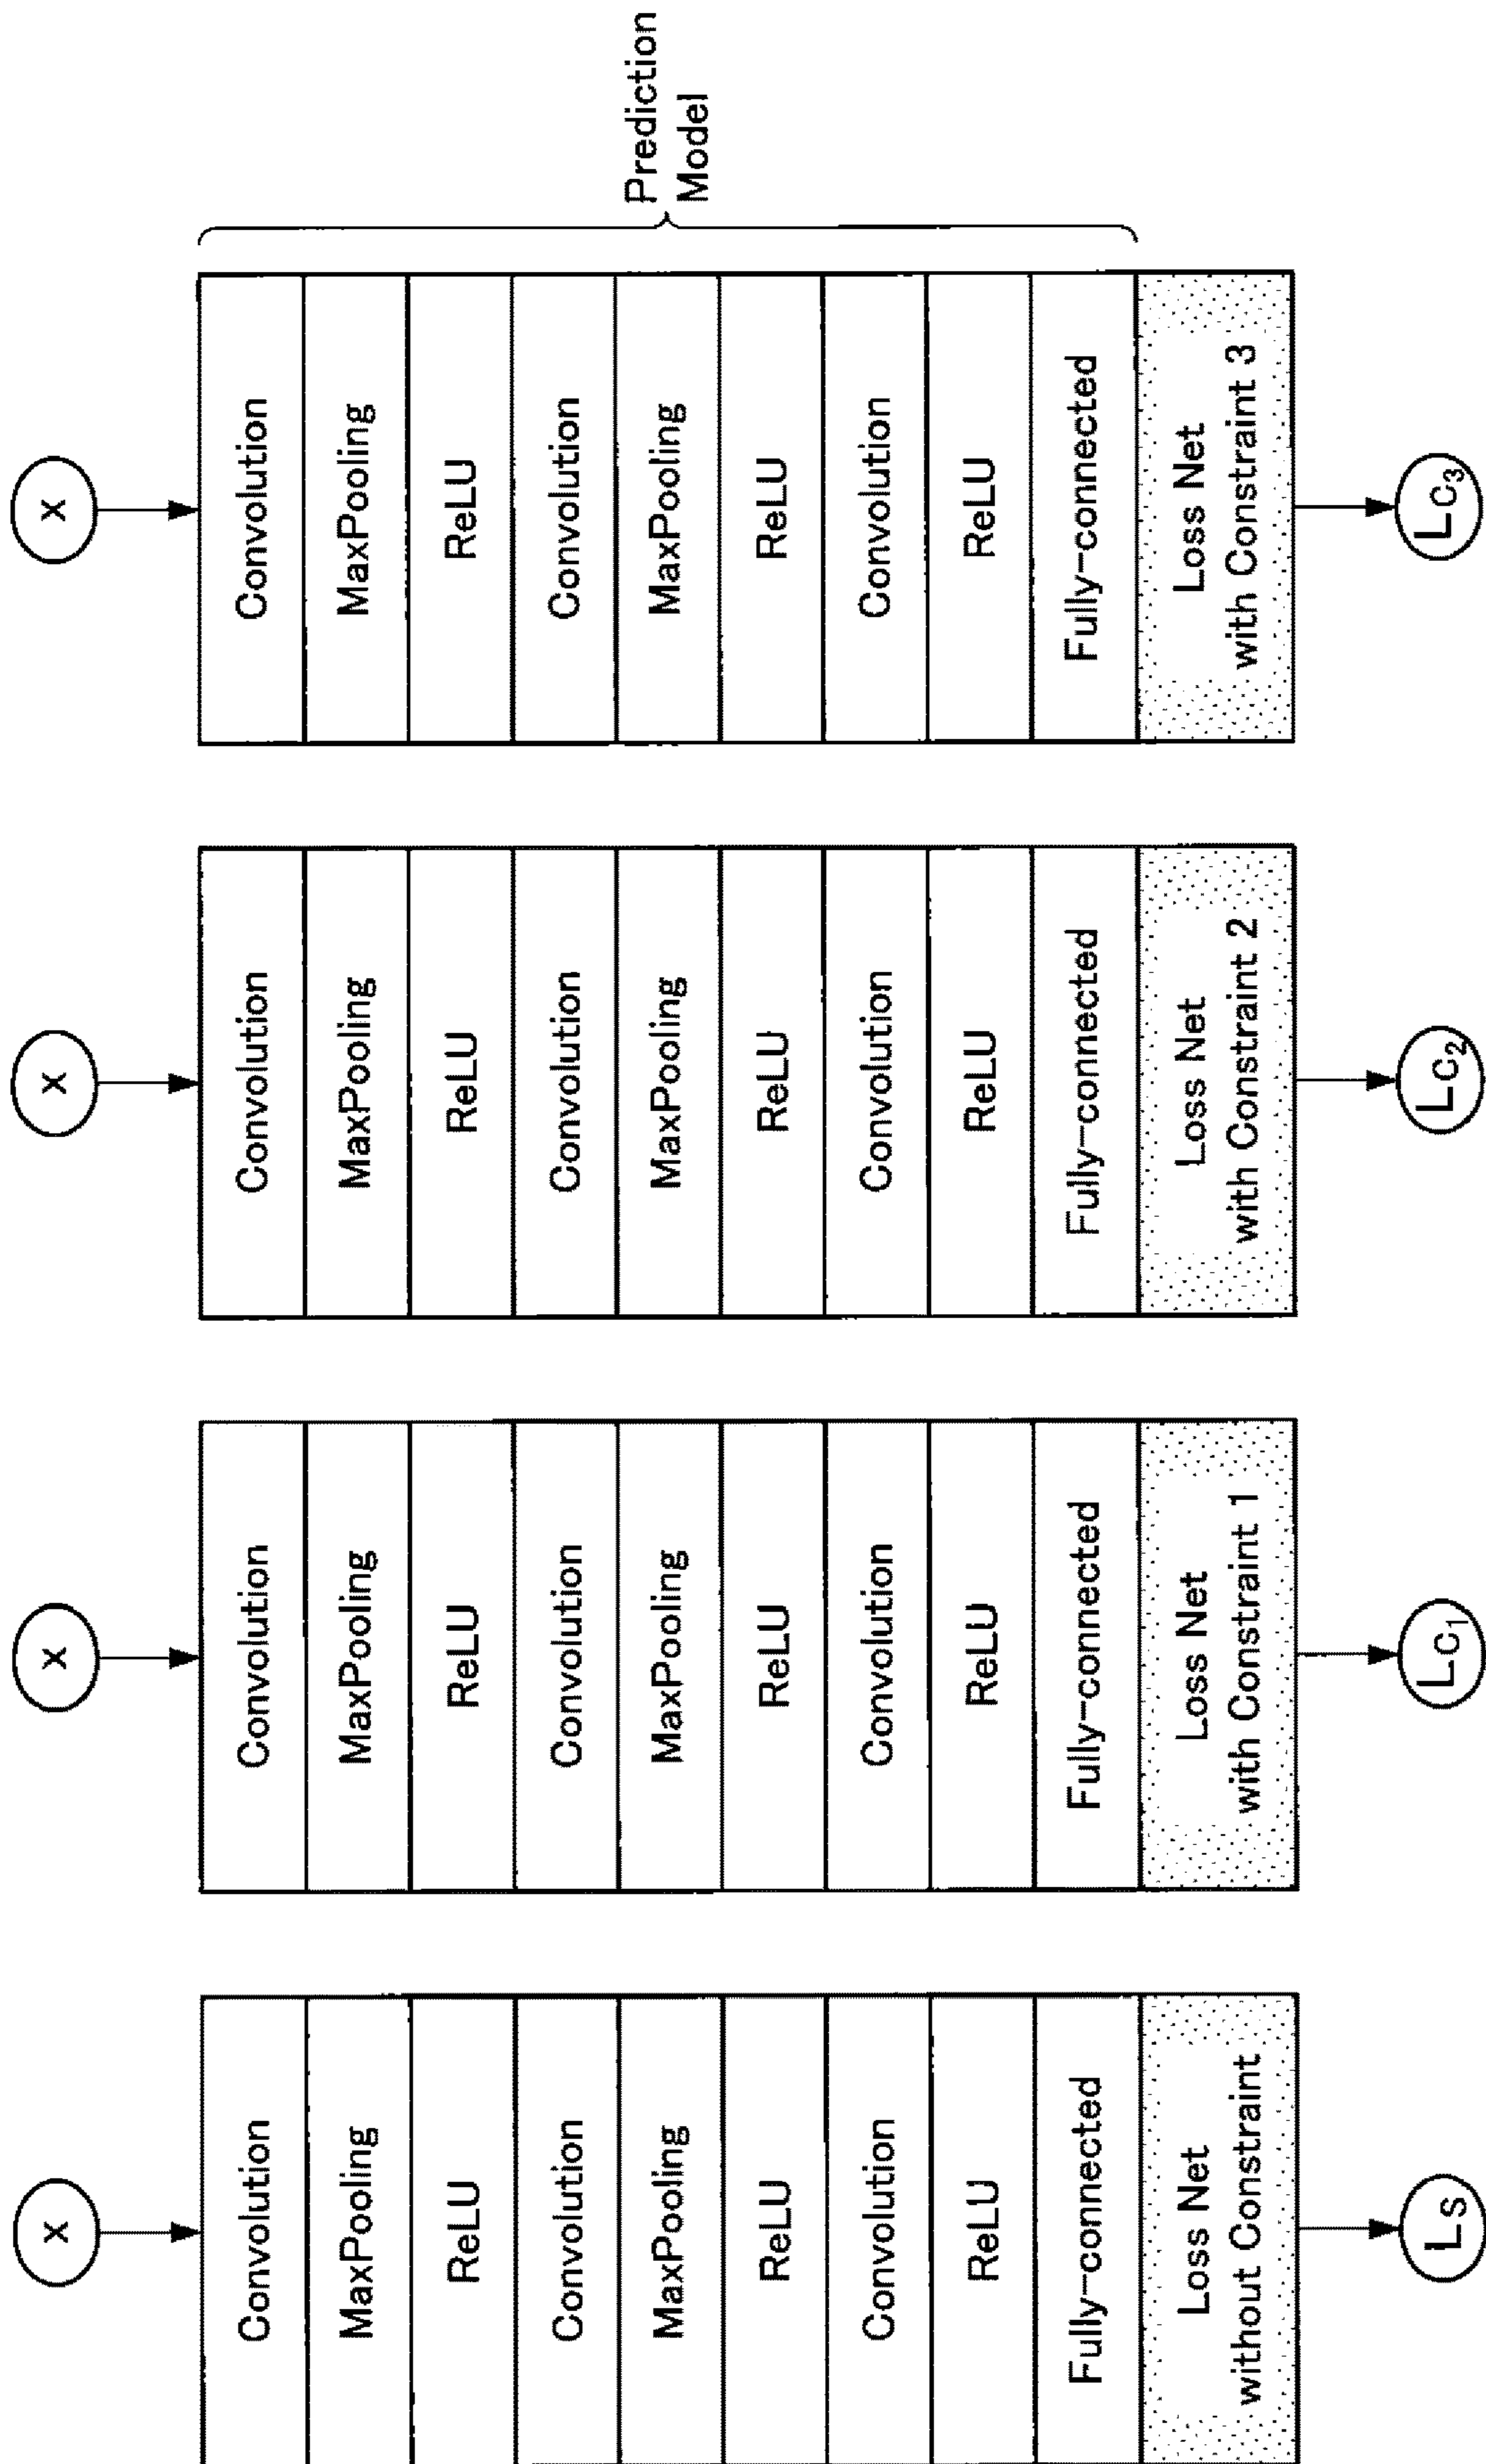 x
Convolution
MaxPooling
ReLU
Convolution
MaxPooling
ReLU
Convolution
ReLU
Fully-connected
Loss Net
without Constraint
LS
x
Convolution
MaxPooling
ReLU
Convolution
MaxPooling
ReLU
Convolution
ReLU
Fully-connected
Loss Net
with Constraint 1
LC1
x
Convolution
MaxPooling
ReLU
Convolution
MaxPooling
ReLU
Convolution
ReLU
Fully-connected
Loss Net
with Constraint 2
LC2
x
Convolution
MaxPooling
ReLU
Convolution
MaxPooling
ReLU
Convolution
ReLU
Fully-connected
Loss Net
with Constraint 3
LC3
Prediction
Model